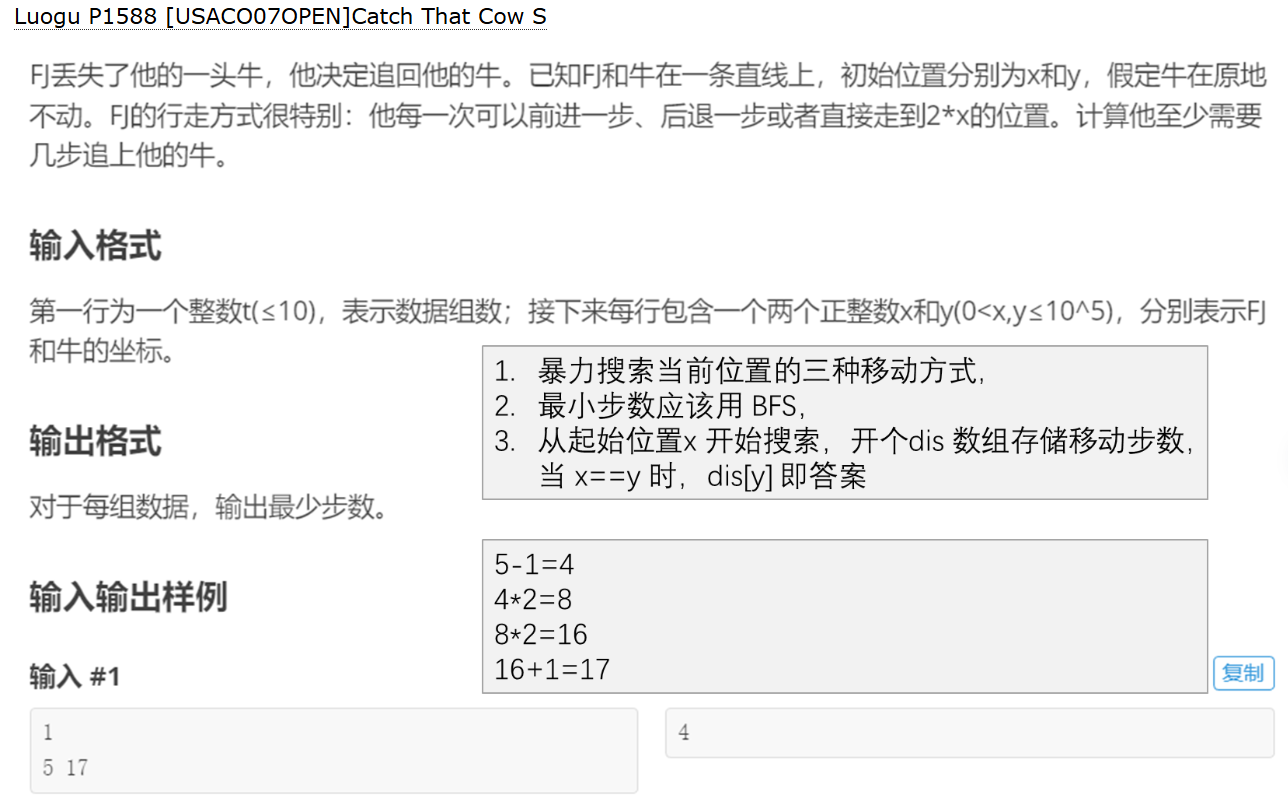 Luogu P1588 [USACO07OPEN]Catch That Cow S
FJ丢失了他的一头牛，他决定追回他的牛。已知FJ和牛在一条直线上，初始位置分别为x和y，假定牛在原地
不动。FJ的行走方式很特别：他每一次可以前进一步、后退一步或者直接走到2*x的位置。计算他至少需要
几步追上他的牛。
输入格式
第一行为一个整数t(≤10)，表示数据组数；接下来每行包含一个两个正整数x和y(0<x,y≤10^5)，分别表示FJ
和牛的坐标。
1. 暴力搜索当前位置的三种移动方式,
2. 最小步数应该用 BFS,
3. 从起始位置x 开始搜索，开个dis 数组存储移动步数,
当 x==y 时，dis[y] 即答案
输出格式
对于每组数据，输出最少步数。
5-1=4
4*2=8
8*2=16
16+1=17
输入输出样例
输入 #1
复制
1
5 17
4